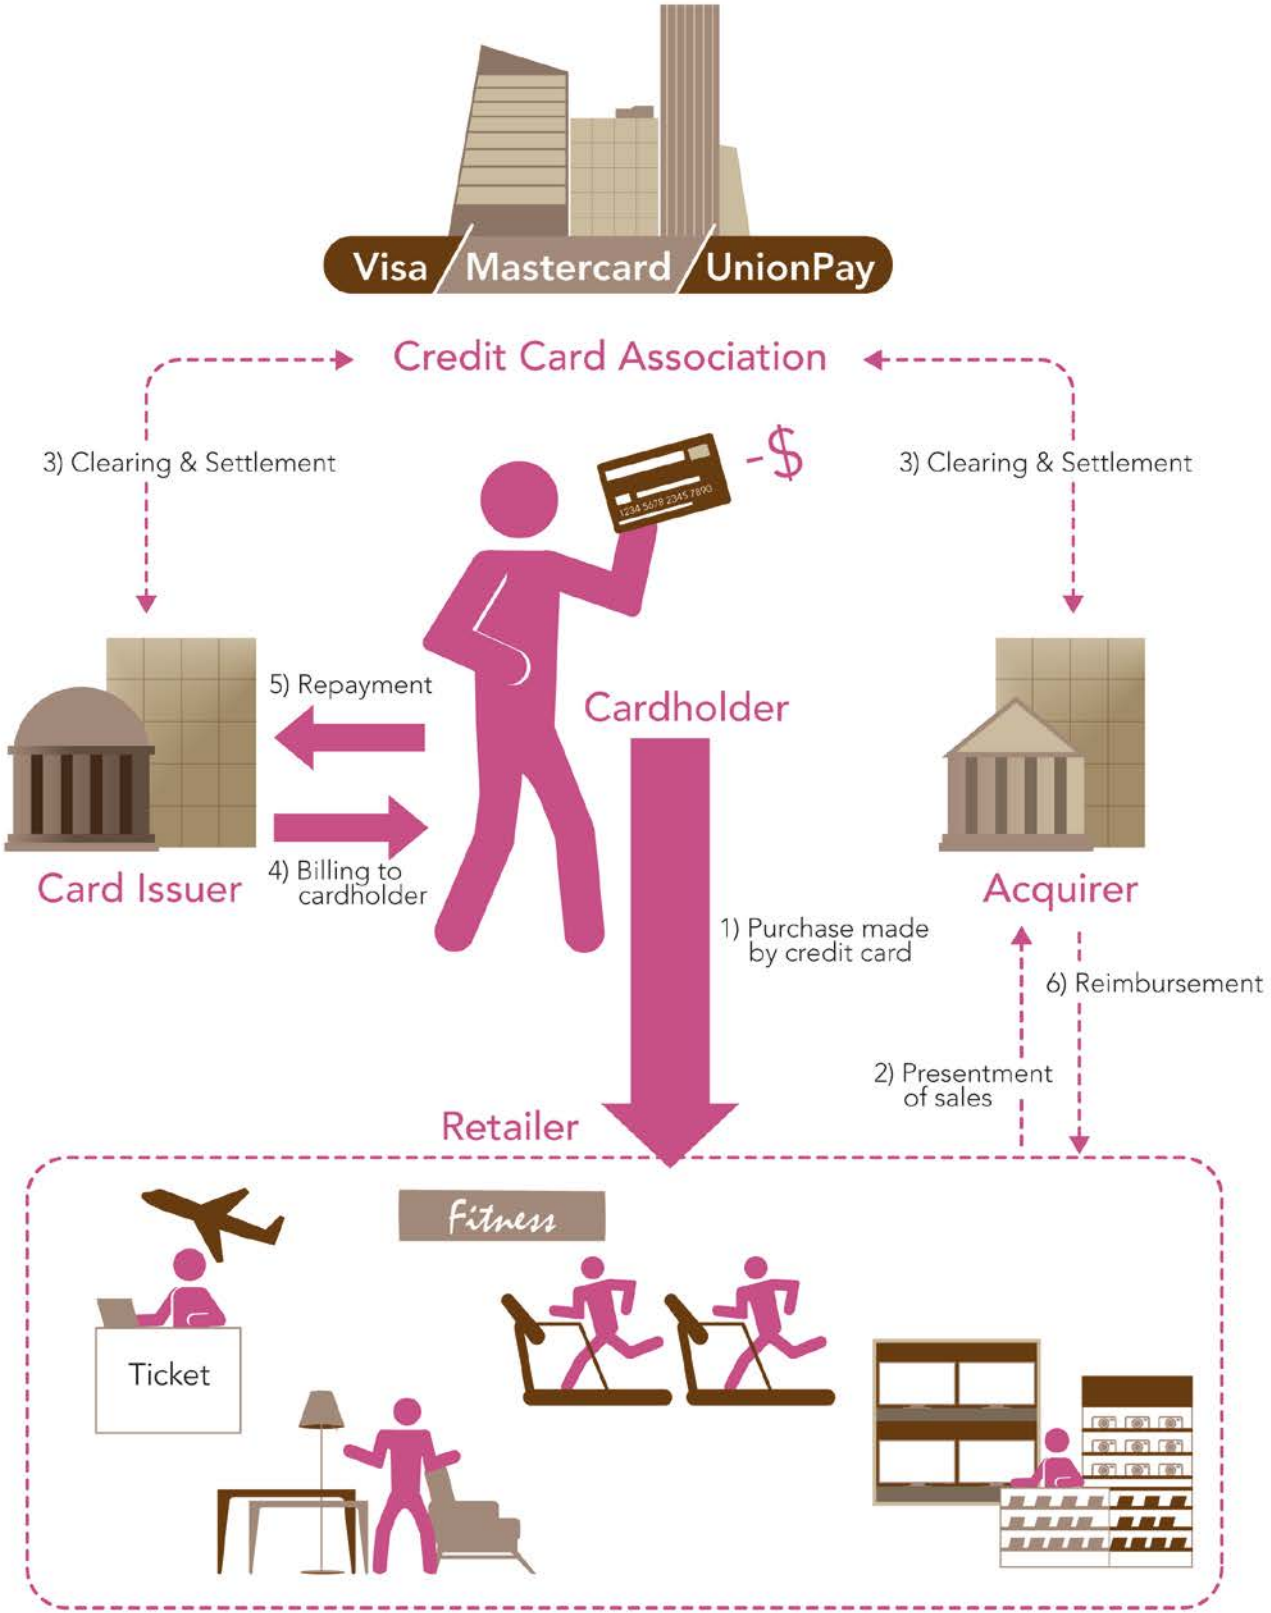 Visa / Mastercard / UnionPay
Credit Card Association
3) Clearing & Settlement
3) Clearing & Settlement
-$
1234 5678 2345 7890
5) Repayment
Cardholder
4) Billing to
cardholder
Card Issuer
Acquirer
1) Purchase made
by credit card
6) Reimbursement
2) Presentment
of sales
Retailer
Fitness
Ticket